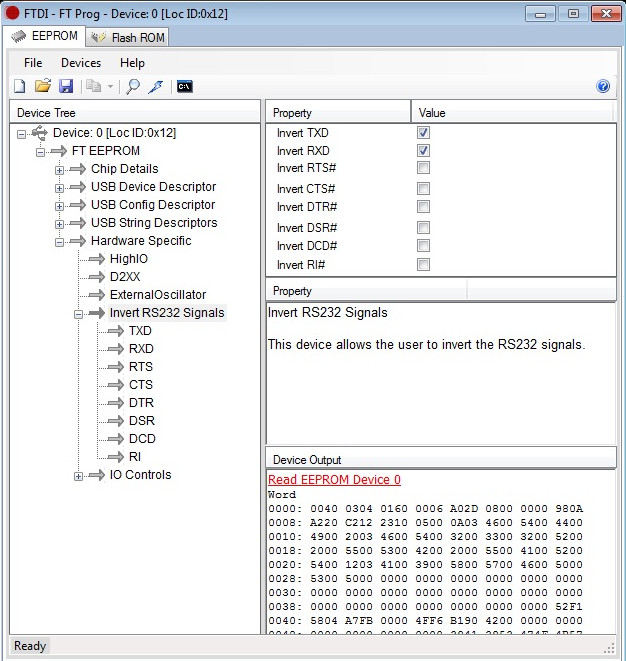 FTDI - FT Prog - Device: 0 [Loc ID:0x12]
EEPROM
Flash ROM
File Devices Help
Device Tree
Device: 0 [Loc ID:0x12]
FT EEPROM
Chip Details
USB Device Descriptor
USB Config Descriptor
USB String Descriptors
Hardware Specific
HighIO
D2XX
ExternalOscillator
Invert RS232 Signals
TXD
RXD
RTS
CTS
DTR
DSR
DCD
RI
IO Controls
Property Value
Invert TXD
Invert RXD
Invert RTS#
Invert CTS#
Invert DTR#
Invert DSR#
Invert DCD#
Invert RI#
Property
Invert RS232 Signals
This device allows the user to invert the RS232 signals.
Device Output
Read EEPROM Device 0
Word
0000: 0040 0304 0160 0006 A02D 0800 0000 980A
0008: A220 C212 2310 0500 0A03 4600 5400 4400
0010: 4900 2003 4600 5400 3200 3300 3200 5200
0018: 2000 5500 5300 4200 2000 5500 4100 5200
0020: 5400 1203 4100 3900 5800 5700 4600 5000
0028: 5300 5000 0000 0000 0000 0000 0000 0000
0030: 0000 0000 0000 0000 0000 0000 0000 0000
0038: 0000 0000 0000 0000 0000 0000 0000 52F1
0040: 5804 A7FB 0000 4FF6 B190 4200 0000 0000
Ready